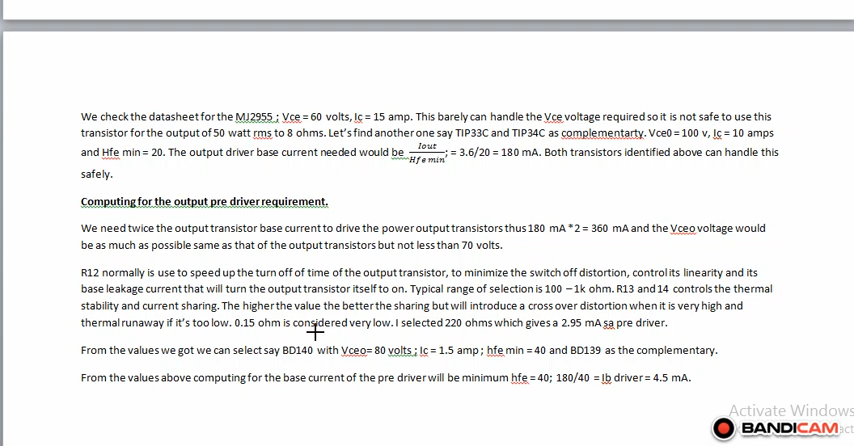 We check the datasheet for the MJ2955 ; Vce = 60 volts, Ic = 15 amp. This barely can handle the Vce voltage required so it is not safe to use this
transistor for the output of 50 watt rms to 8 ohms. Let's find another one say TIP33C and TIP34C as complementarty. Vce0 = 100 v, Ic = 10 amps
and Hfe min = 20. The output driver base current needed would be Iout/Hfe min; = 3.6/20 = 180 mA. Both transistors identified above can handle this
safely.
Computing for the output pre driver requirement.
We need twice the output transistor base current to drive the power output transistors thus 180 mA *2 = 360 mA and the Vceo voltage would
be as much as possible same as that of the output transistors but not less than 70 volts.
R12 normally is use to speed up the turn off of time of the output transistor, to minimize the switch off distortion, control its linearity and its
base leakage current that will turn the output transistor itself to on. Typical range of selection is 100 –1k ohm. R13 and 14 controls the thermal
stability and current sharing. The higher the value the better the sharing but will introduce a cross over distortion when it is very high and
thermal runaway if it's too low. 0.15 ohm is considered very low. I selected 220 ohms which gives a 2.95 mA sa pre driver.
From the values we got we can select say BD140 with Vceo= 80 volts ; Ic = 1.5 amp ; hfe min = 40 and BD139 as the complementary.
From the values above computing for the base current of the pre driver will be minimum hfe = 40; 180/40 = Ib driver = 4.5 mA.
Activate Windows
BANDICAM